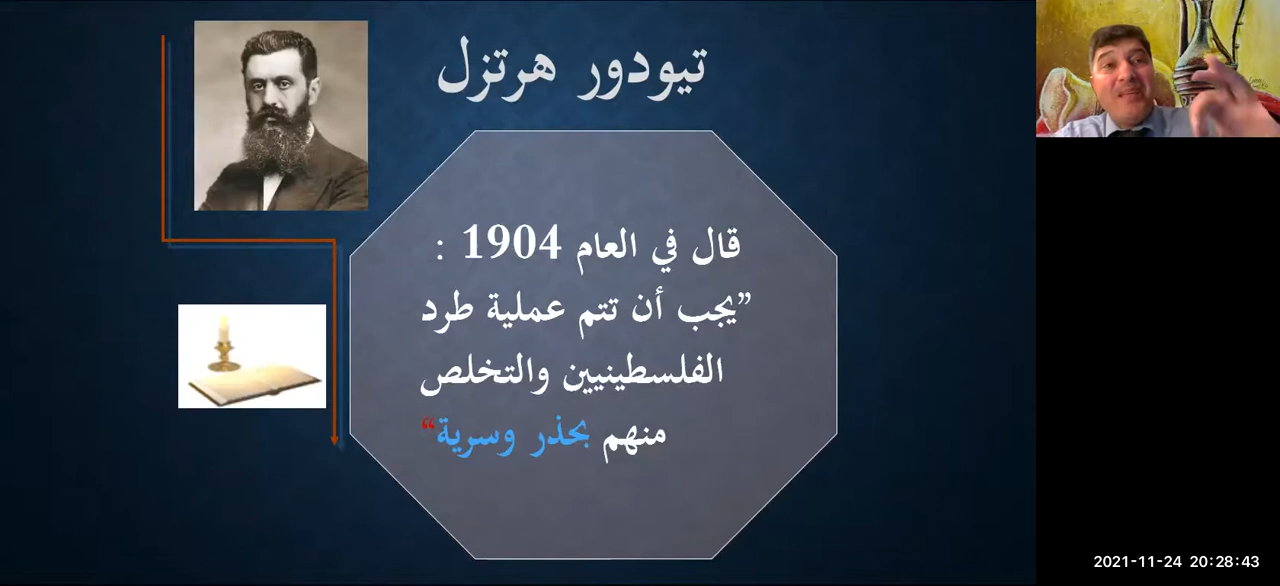 تيودور هرتزل
قال في العام 1904 :
”يجب أن تتم عملية طرد
الفلسطينيين والتخلص
منهم بحذر وسرية“
2021-11-24 20:28:43